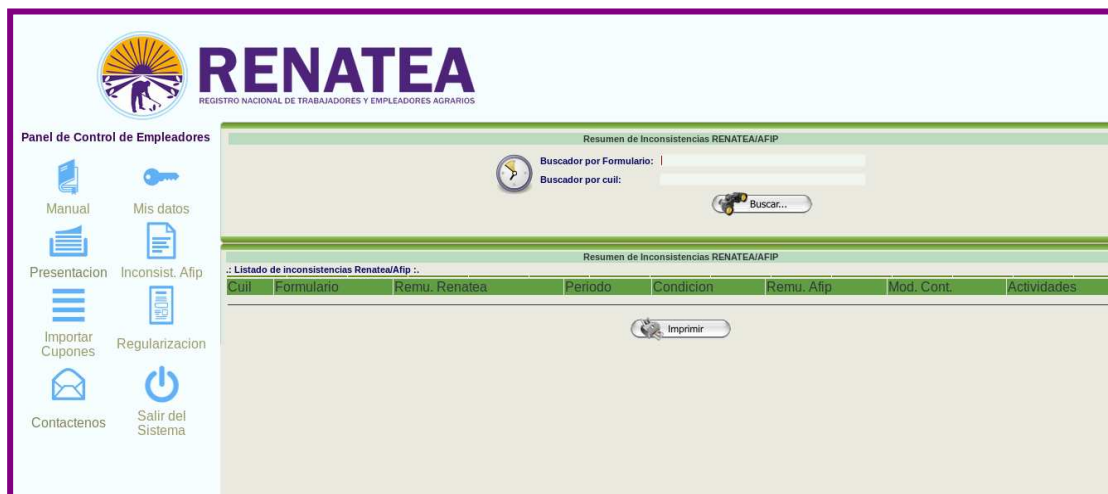 RENATEA
REGISTRO NACIONAL DE TRABAJADORES Y EMPLEADORES AGRARIOS
Panel de Control de Empleadores
Manual
Mis datos
Presentacion
Inconsist. Afip
Importar
Cupones
Regularizacion
Contactenos
Salir del
Sistema
Resumen de Inconsistencias RENATEA/AFIP
Buscador por Formulario:
Buscador por cuil:
Buscar...
Resumen de Inconsistencias RENATEA/AFIP
.: Listado de inconsistencias Renatea/Afip :.
Cuil Formulario Remu. Renatea Periodo Condicion Remu. Afip Mod. Cont. Actividades
Imprimir